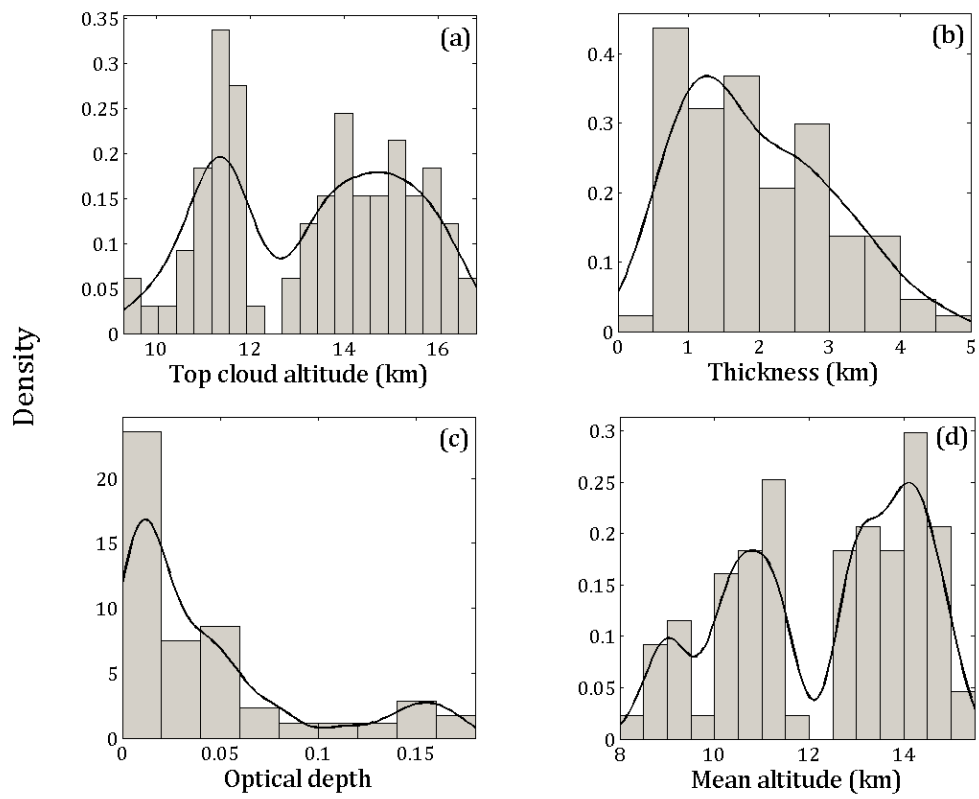 Density
(a)
0.35
0.3
0.25
0.2
0.15
0.1
0.05
0
10 12 14 16
Top cloud altitude (km)
(b)
0.4
0.3
0.2
0.1
0
0 1 2 3 4 5
Thickness (km)
(c)
20
15
10
5
0
0 0.05 0.1 0.15
Optical depth
(d)
0.3
0.25
0.2
0.15
0.1
0.05
0
8 10 12 14
Mean altitude (km)